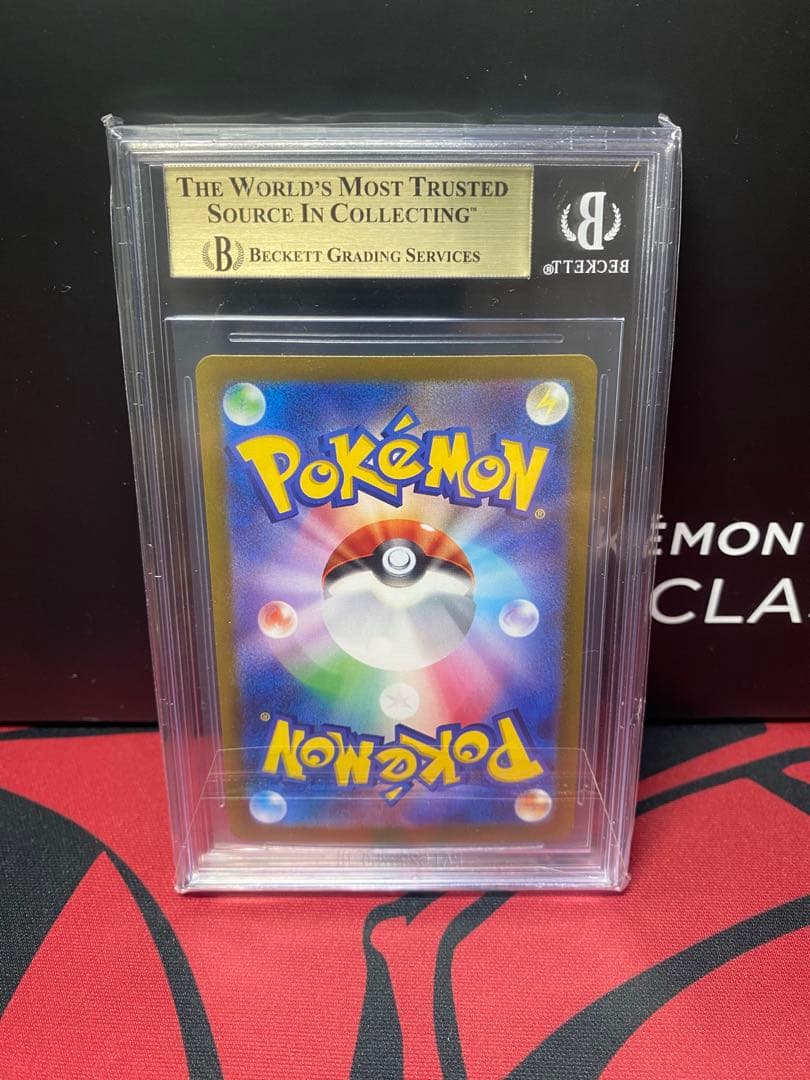 THE WORLD'S MOST TRUSTED
SOURCE IN COLLECTING™
B BECKETT GRADING SERVICES
B
BECKETT®
POKéMON®
POKéMON®
ÉMON
CLA